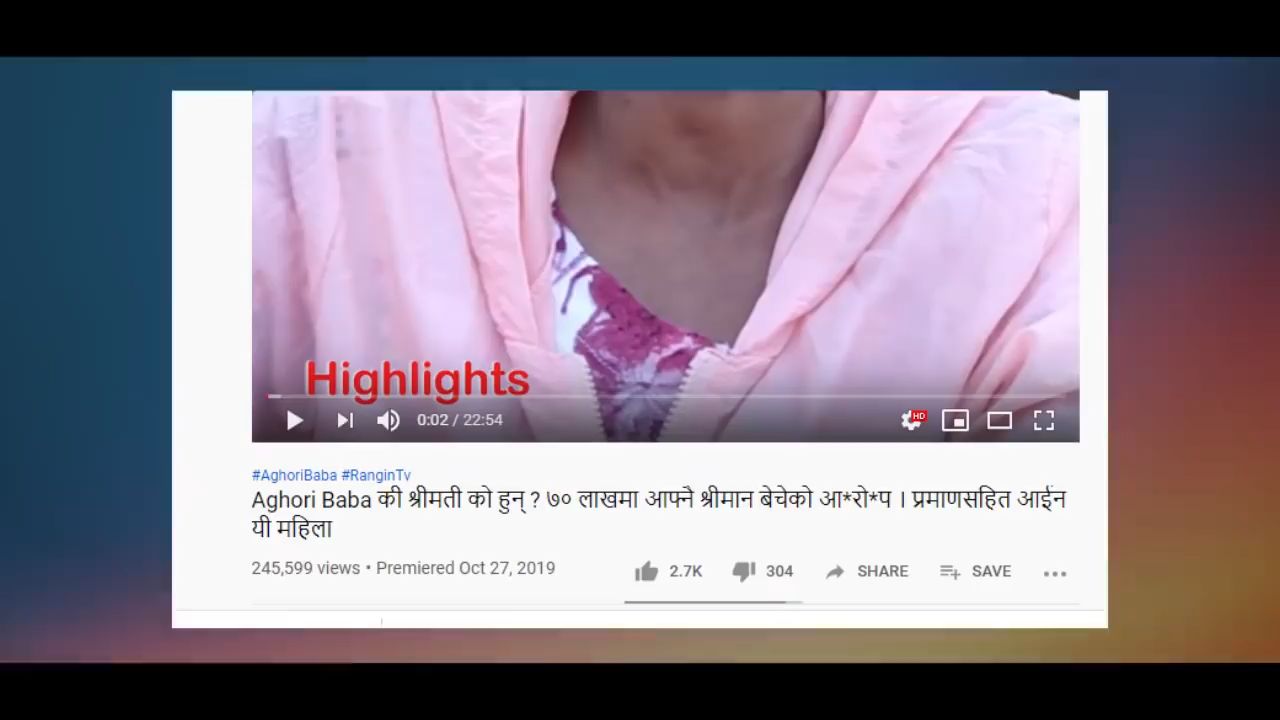 Highlights
0:02 / 22:54
HD
#AghoriBaba #RanginTv
Aghori Baba की श्रीमती को हुन् ? ७० लाखमा आफ्नै श्रीमान बेचेको आ*रो*प । प्रमाणसहित आईन
यी महिला
245,599 views • Premiered Oct 27, 2019
2.7K 304 SHARE SAVE